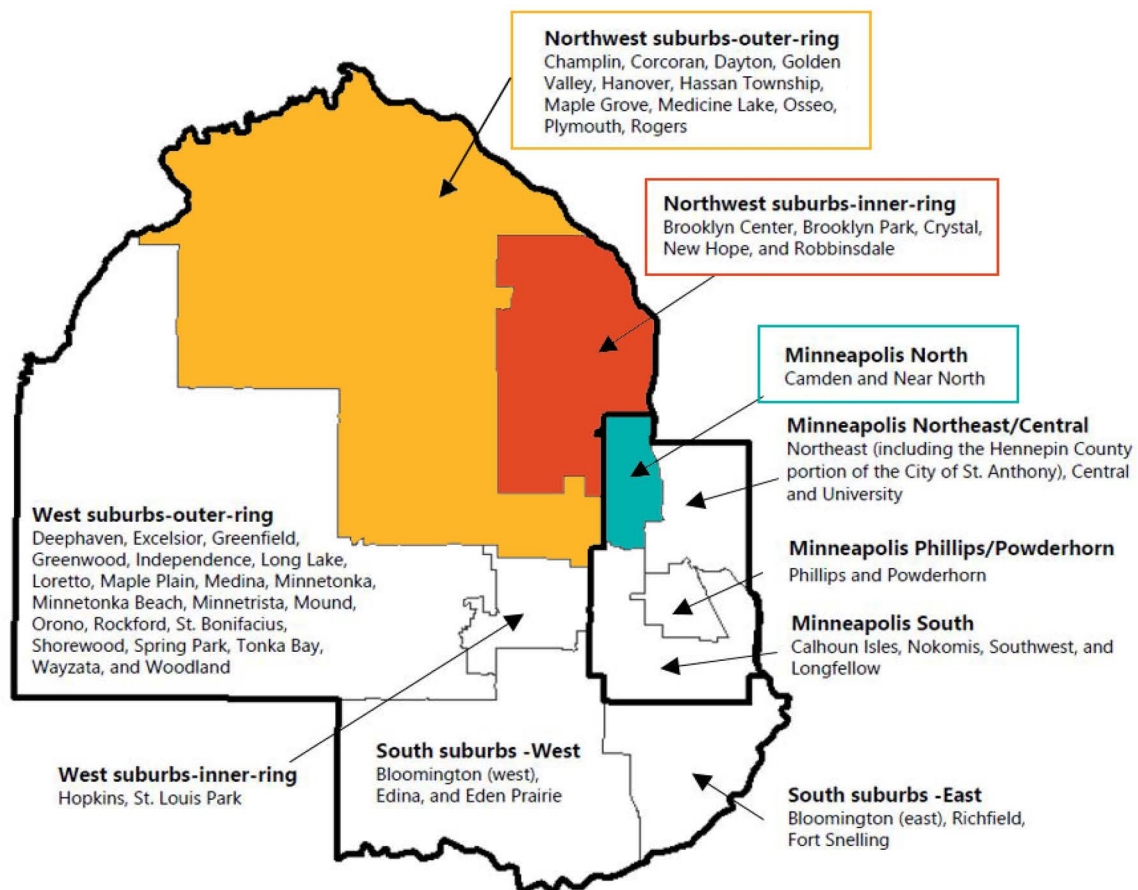 Northwest suburbs-outer-ring
Champlin, Corcoran, Dayton, Golden
Valley, Hanover, Hassan Township,
Maple Grove, Medicine Lake, Osseo,
Plymouth, Rogers
Northwest suburbs-inner-ring
Brooklyn Center, Brooklyn Park, Crystal,
New Hope, and Robbinsdale
Minneapolis North
Camden and Near North
Minneapolis Northeast/Central
Northeast (including the Hennepin County
portion of the City of St. Anthony), Central
and University
West suburbs-outer-ring
Deephaven, Excelsior, Greenfield,
Greenwood, Independence, Long Lake,
Loretto, Maple Plain, Medina, Minnetonka,
Minnetonka Beach, Minnetrista, Mound,
Orono, Rockford, St. Bonifacius,
Shorewood, Spring Park, Tonka Bay,
Wayzata, and Woodland
Minneapolis Phillips/Powderhorn
Phillips and Powderhorn
Minneapolis South
Calhoun Isles, Nokomis, Southwest, and
Longfellow
West suburbs-inner-ring
Hopkins, St. Louis Park
South suburbs -West
Bloomington (west),
Edina, and Eden Prairie
South suburbs -East
Bloomington (east), Richfield,
Fort Snelling